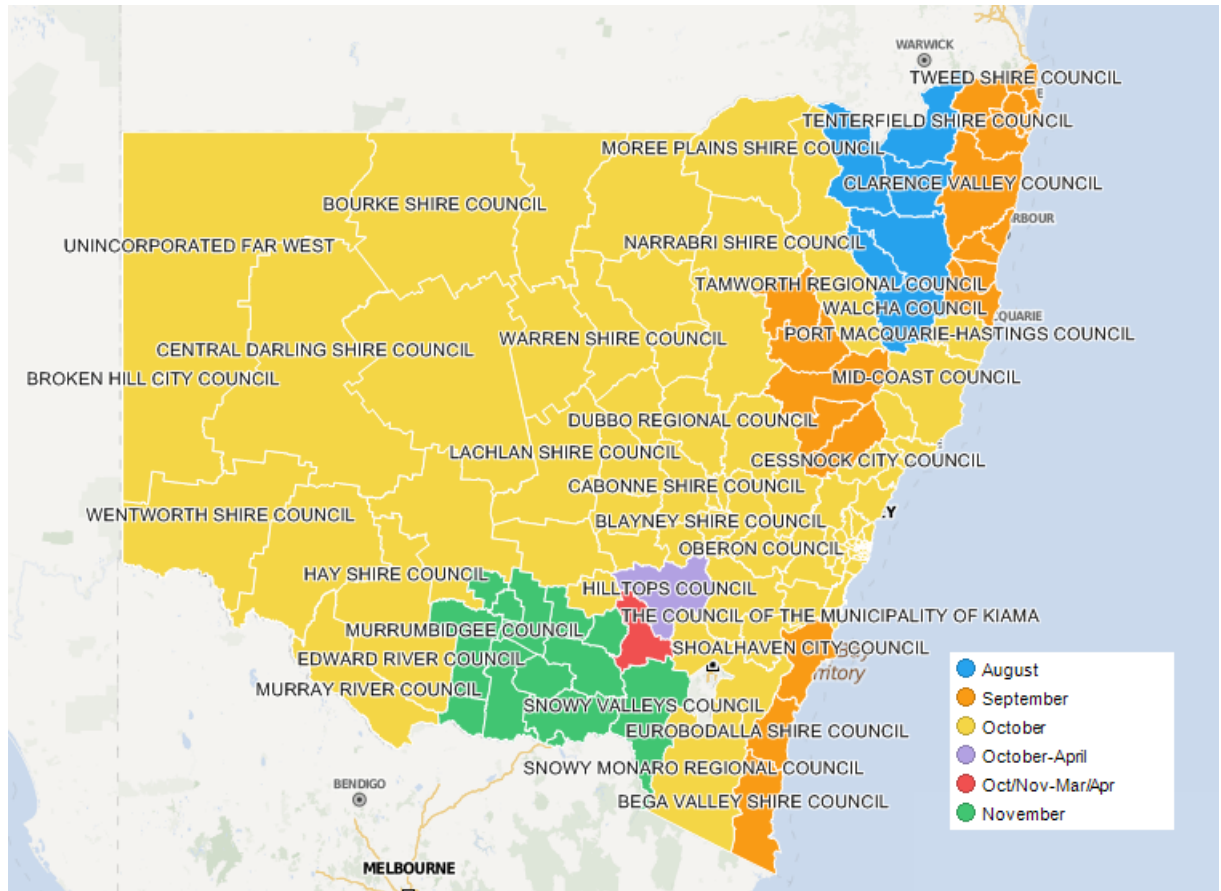 WARWICK
TWEED SHIRE COUNCIL
E
TENTERFIELD SHIRE COUNCIL
MOREE PLAINS SHIRE COUNCIL
CLARENCE VALLEY COUNCIL
BOURKE SHIRE COUNCIL
RBOUR
UNINCORPORATED FAR WEST
NARRABRI SHIRE COUNCIL
TAMWORTH REGIONAL COUNCIL
WALCHA COUNCIL
CQUARIE
PORT MACQUARIE-HASTINGS COUNCIL
WARREN SHIRE COUNCIL
CENTRAL DARLING SHIRE COUNCIL
BROKEN HILL CITY COUNCIL
MID-COAST COUNCIL
DUBBO REGIONAL COUNCIL
LACHLAN SHIRE COUNCIL
CESSNOCK CITY COUNCIL
CABONNE SHIRE COUNCIL
WENTWORTH SHIRE COUNCIL
EY
BLAYNEY SHIRE COUNCIL
OBERON COUNCIL
HAY SHIRE COUNCIL
HILLTOPS COUNCIL
THE COUNCIL OF THE MUNICIPALITY OF KIAMA
MURRUMBIDGEE COUNCIL
SHOALHAVEN CITY COUNCIL
Bay
EDWARD RIVER COUNCIL
rritory
MURRAY RIVER COUNCIL
SNOWY VALLEYS COUNCIL
EUROBODALLA SHIRE COUNCIL
SNOWY MONARO REGIONAL COUNCIL
BENDIGO
BEGA VALLEY SHIRE COUNCIL
MELBOURNE
August
September
October
October-April
Oct/Nov-Mar/Apr
November